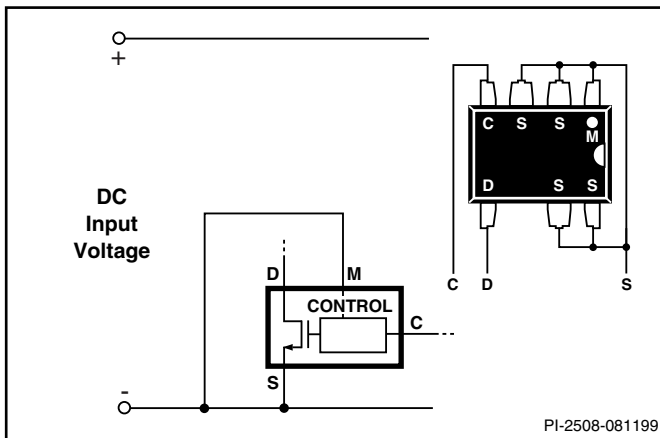 +
C S S
M
D S S
C D S
DC
Input
Voltage
D M
CONTROL
C
S
-
PI-2508-081199